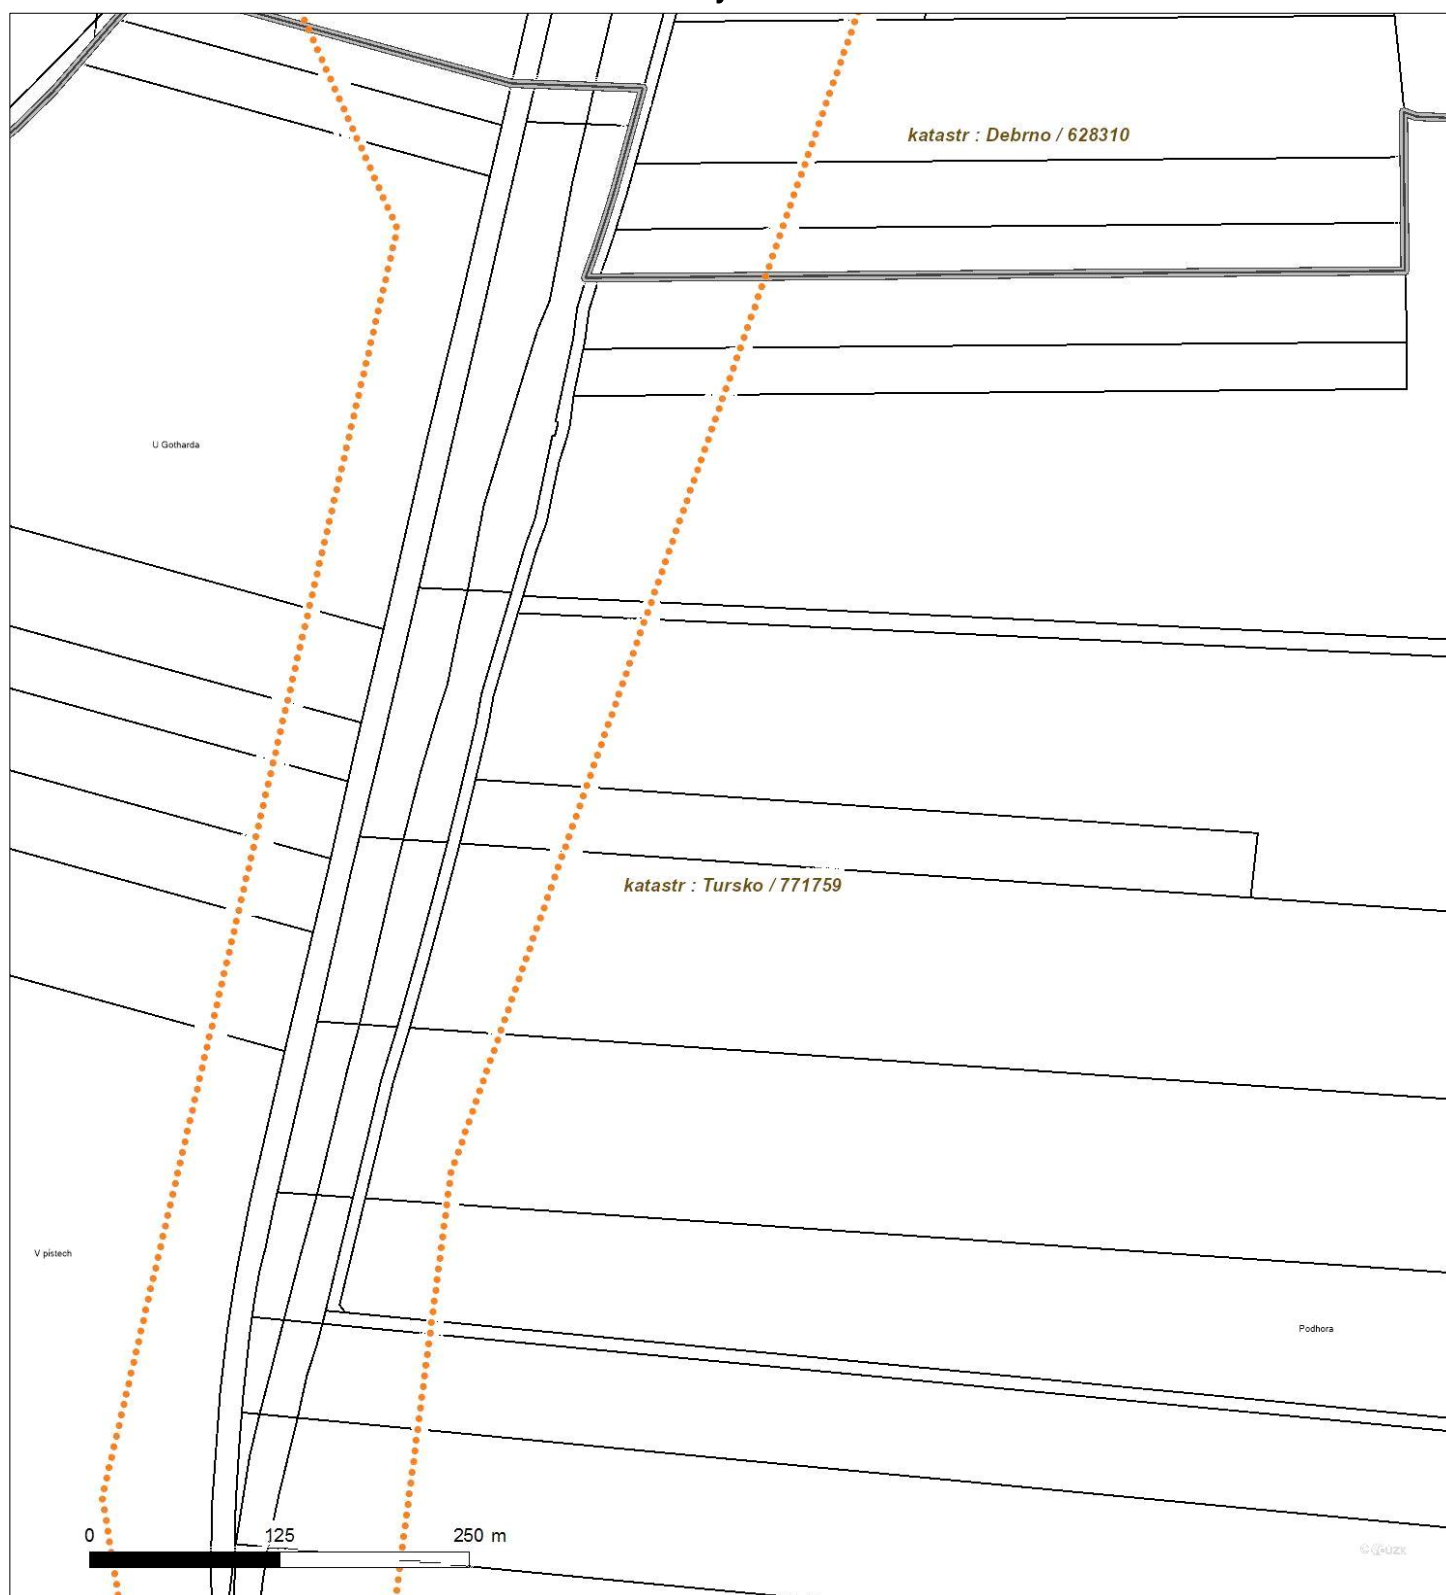 katastr : Debrno / 628310
U Gotharda
katastr : Tursko / 771759
V pístech
Podhora
0 125 250 m